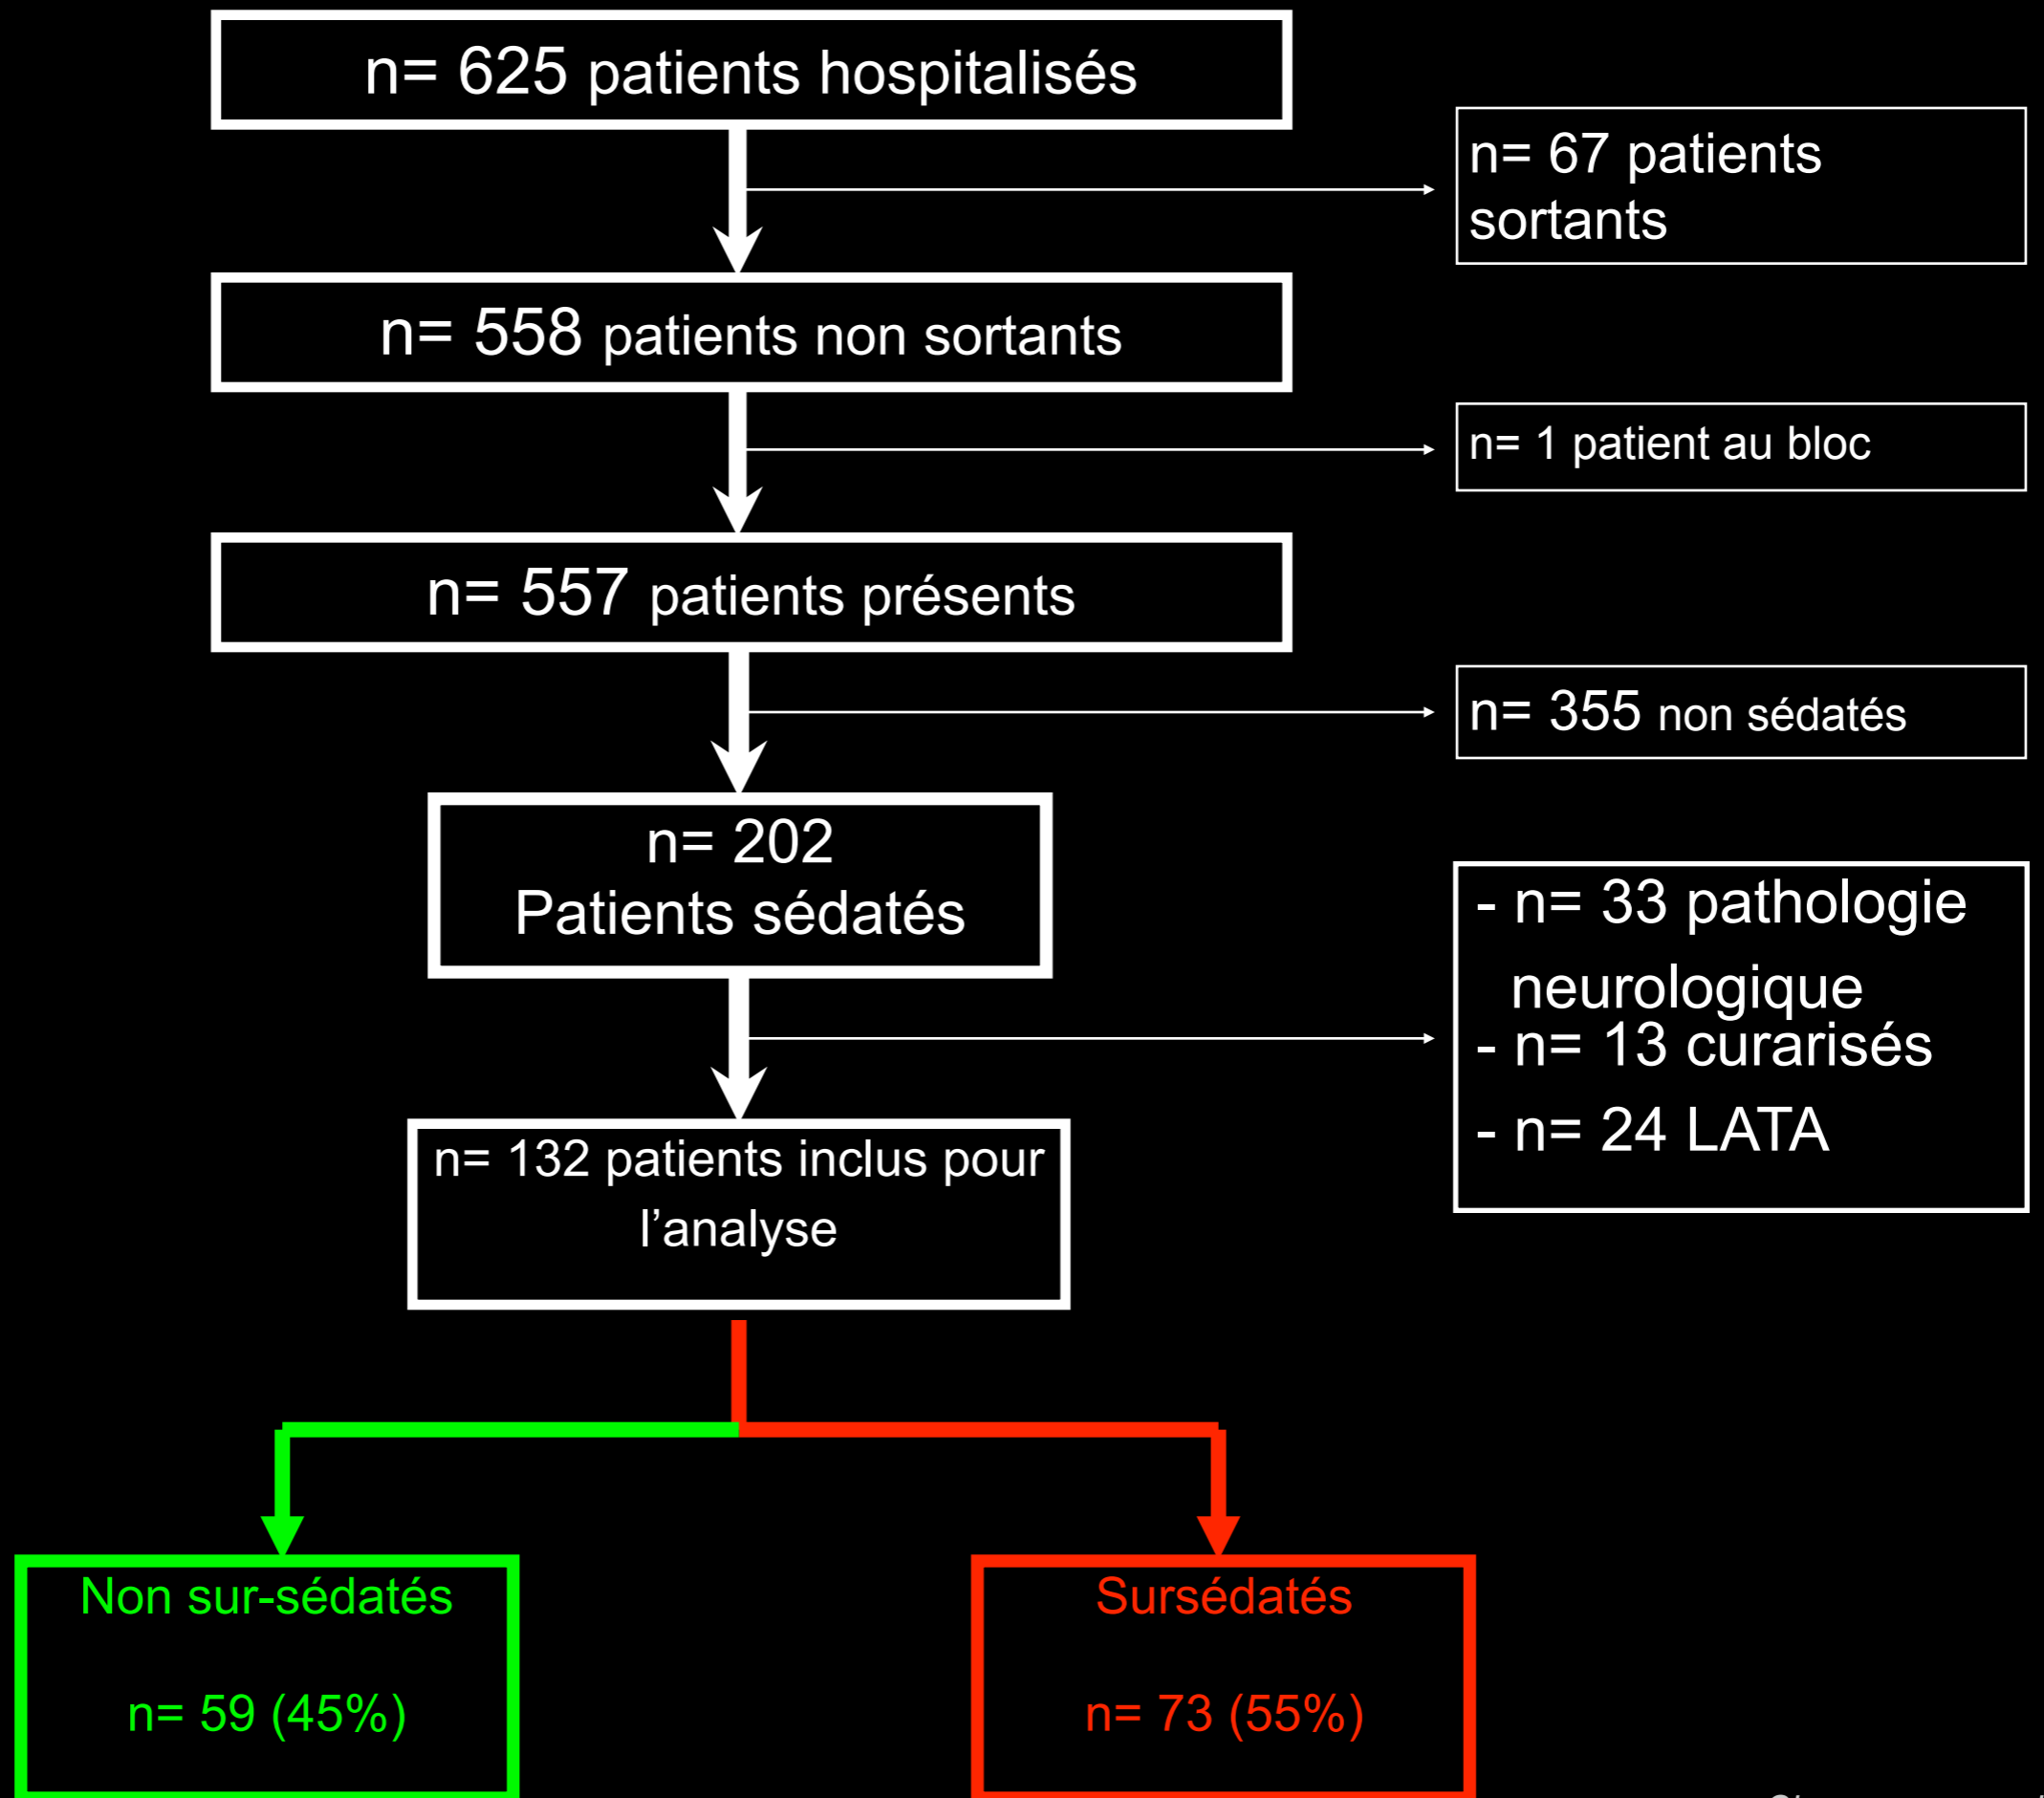 n= 625 patients hospitalisés
n= 67 patients
sortants
n= 558 patients non sortants
n= 1 patient au bloc
n= 557 patients présents
n= 355 non sédatés
n= 202
Patients sédatés
- n= 33 pathologie
neurologique
- n= 13 curarisés
- n= 24 LATA
n= 132 patients inclus pour
l’analyse
Non sur-sédatés
n= 59 (45%)
Sursédatés
n= 73 (55%)